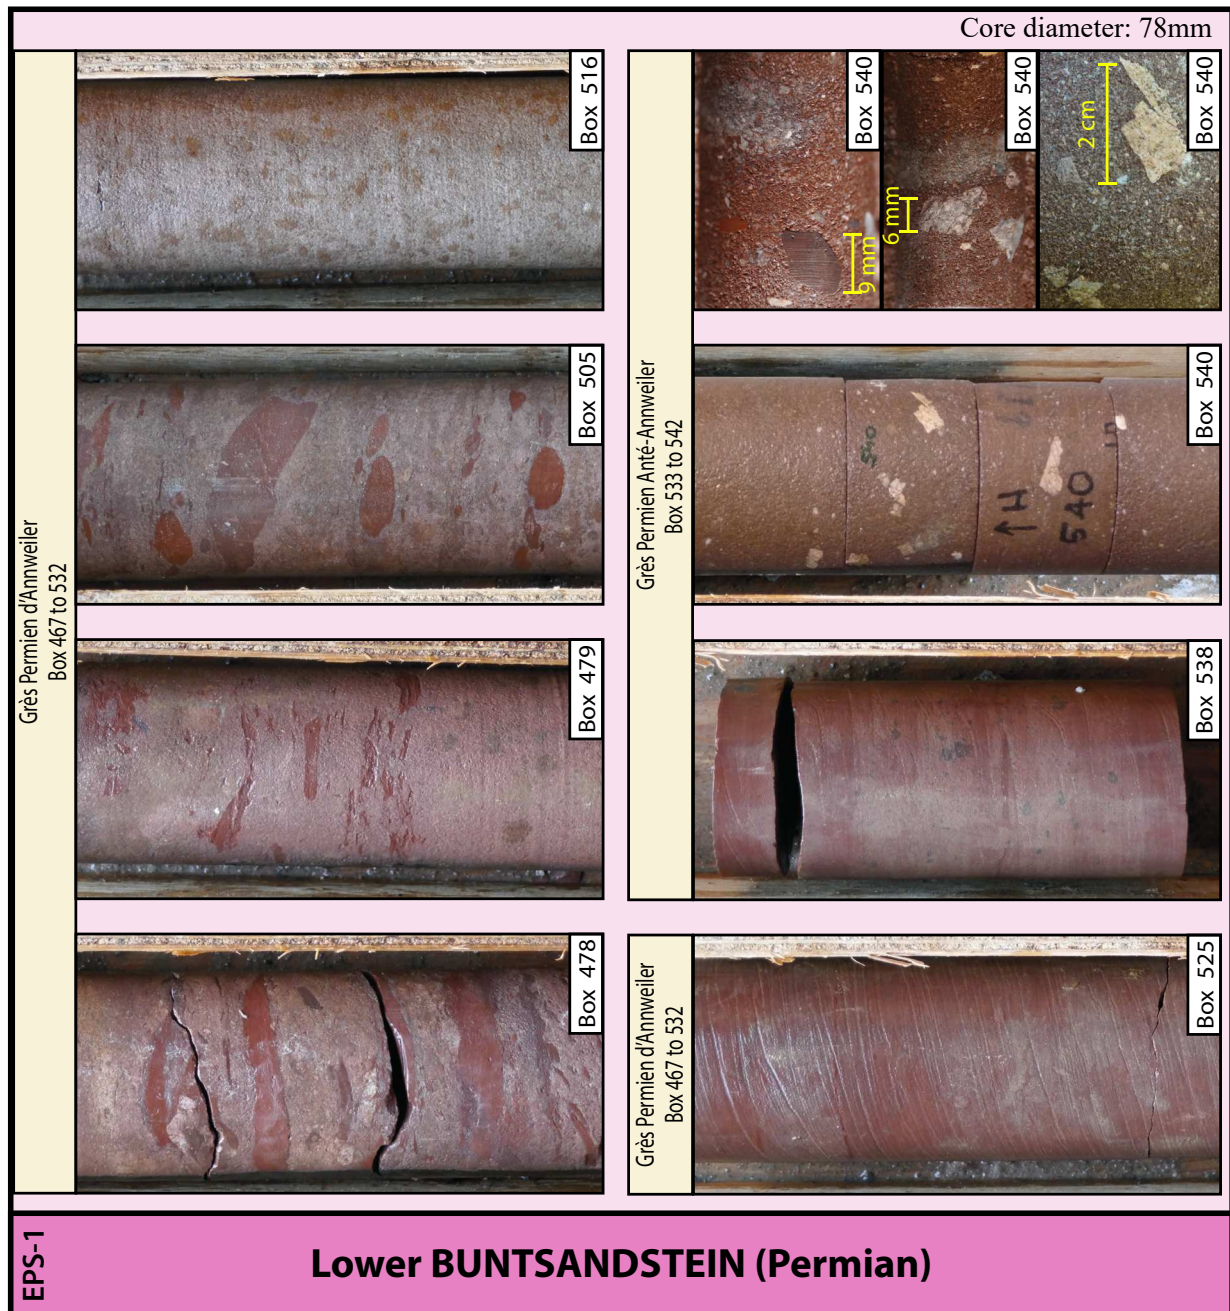 Core diameter: 78mm
Grès Permien d'Annweiler
Box 467 to 532
Box 516
Box 505
Box 479
Box 478
Grès Permien Anté-Annweiler
Box 533 to 542
Box 540
9 mm
Box 540
6 mm
Box 540
2 cm
Box 540
540
↑H
540
Box 538
Grès Permien d'Annweiler
Box 467 to 532
Box 525
EPS-1
Lower BUNTSANDSTEIN (Permian)